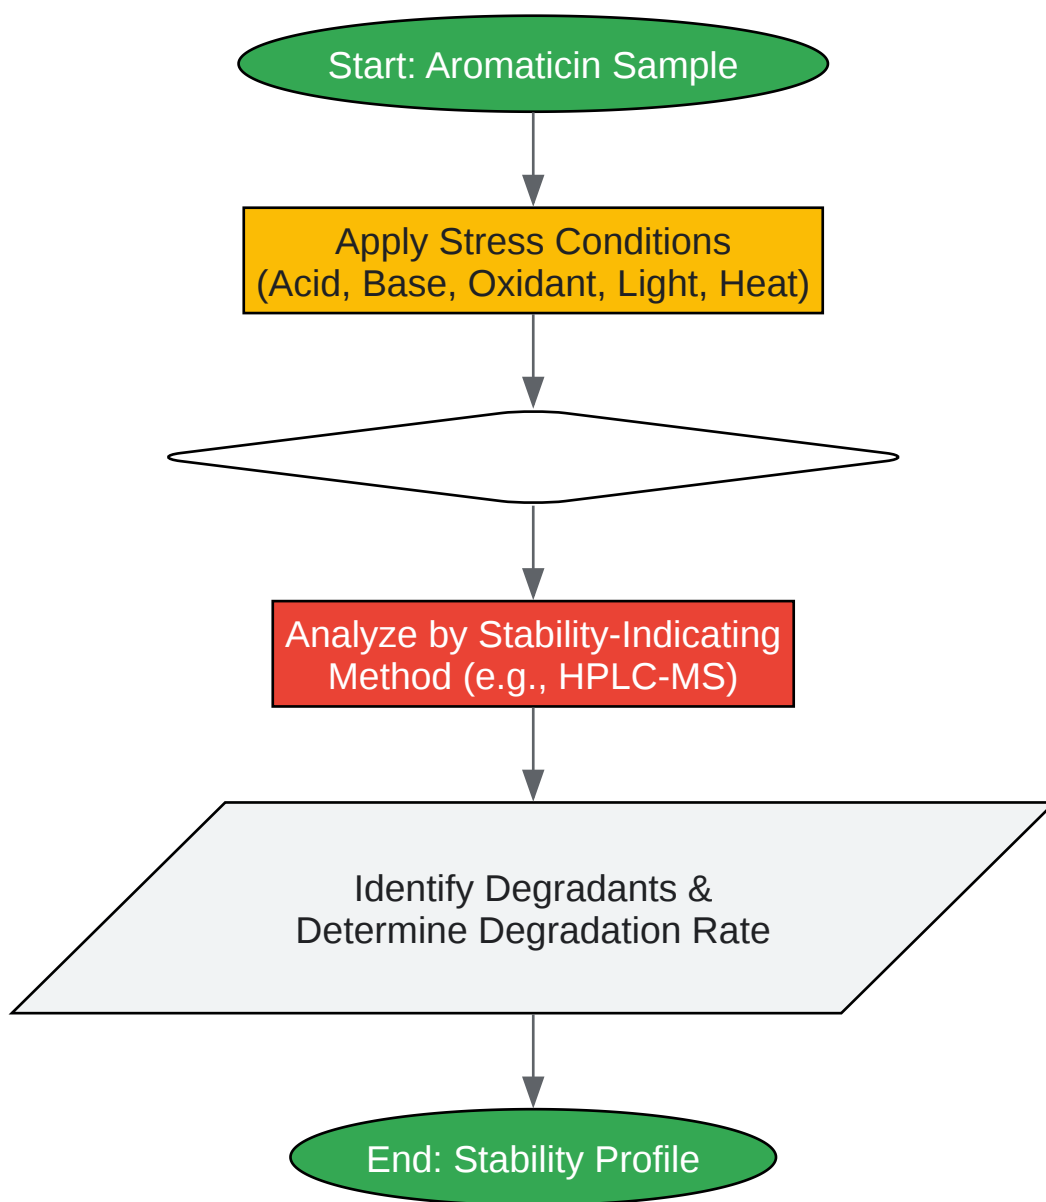 Start: Aromaticin Sample
Apply Stress Conditions
(Acid, Base, Oxidant, Light, Heat)
Analyze by Stability-Indicating
Method (e.g., HPLC-MS)
Identify Degradants &
Determine Degradation Rate
End: Stability Profile